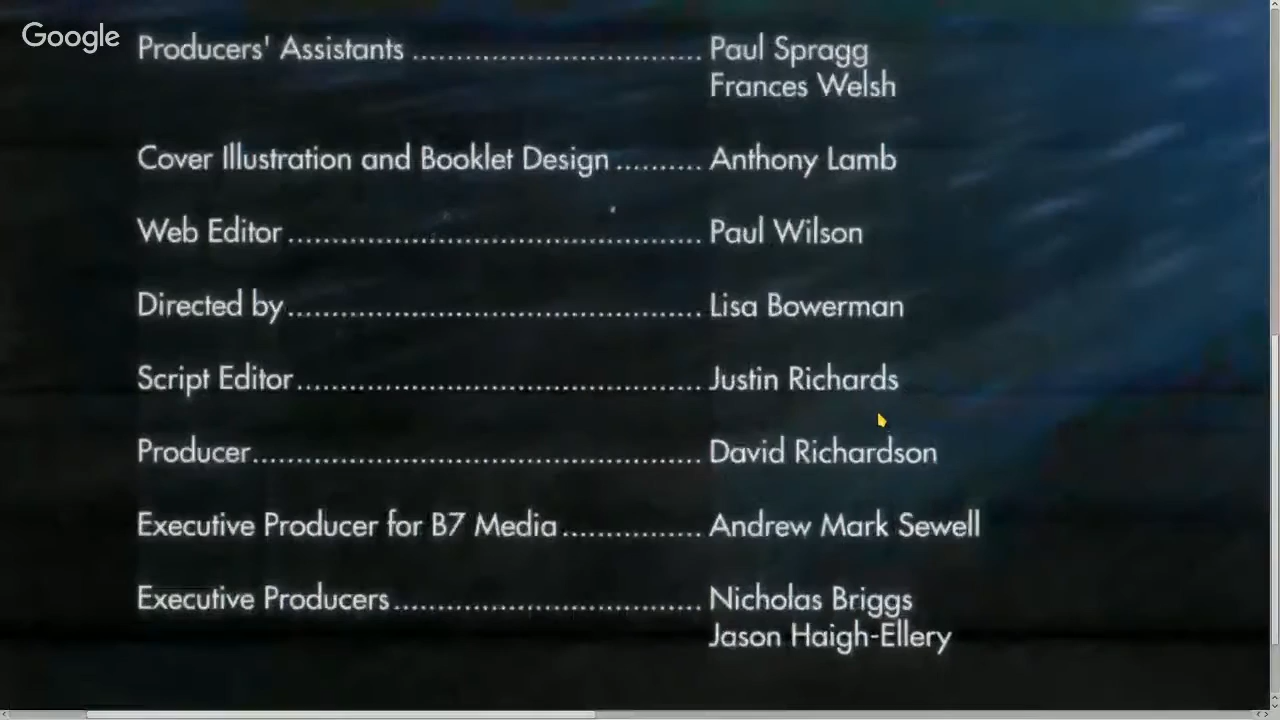 Google
Producers' Assistants ................................. Paul Spragg
Frances Welsh
Cover Illustration and Booklet Design .......... Anthony Lamb
Web Editor ............................................... Paul Wilson
Directed by ............................................... Lisa Bowerman
Script Editor .............................................. Justin Richards
Producer ................................................... David Richardson
Executive Producer for B7 Media ................ Andrew Mark Sewell
Executive Producers ................................... Nicholas Briggs
Jason Haigh-Ellery